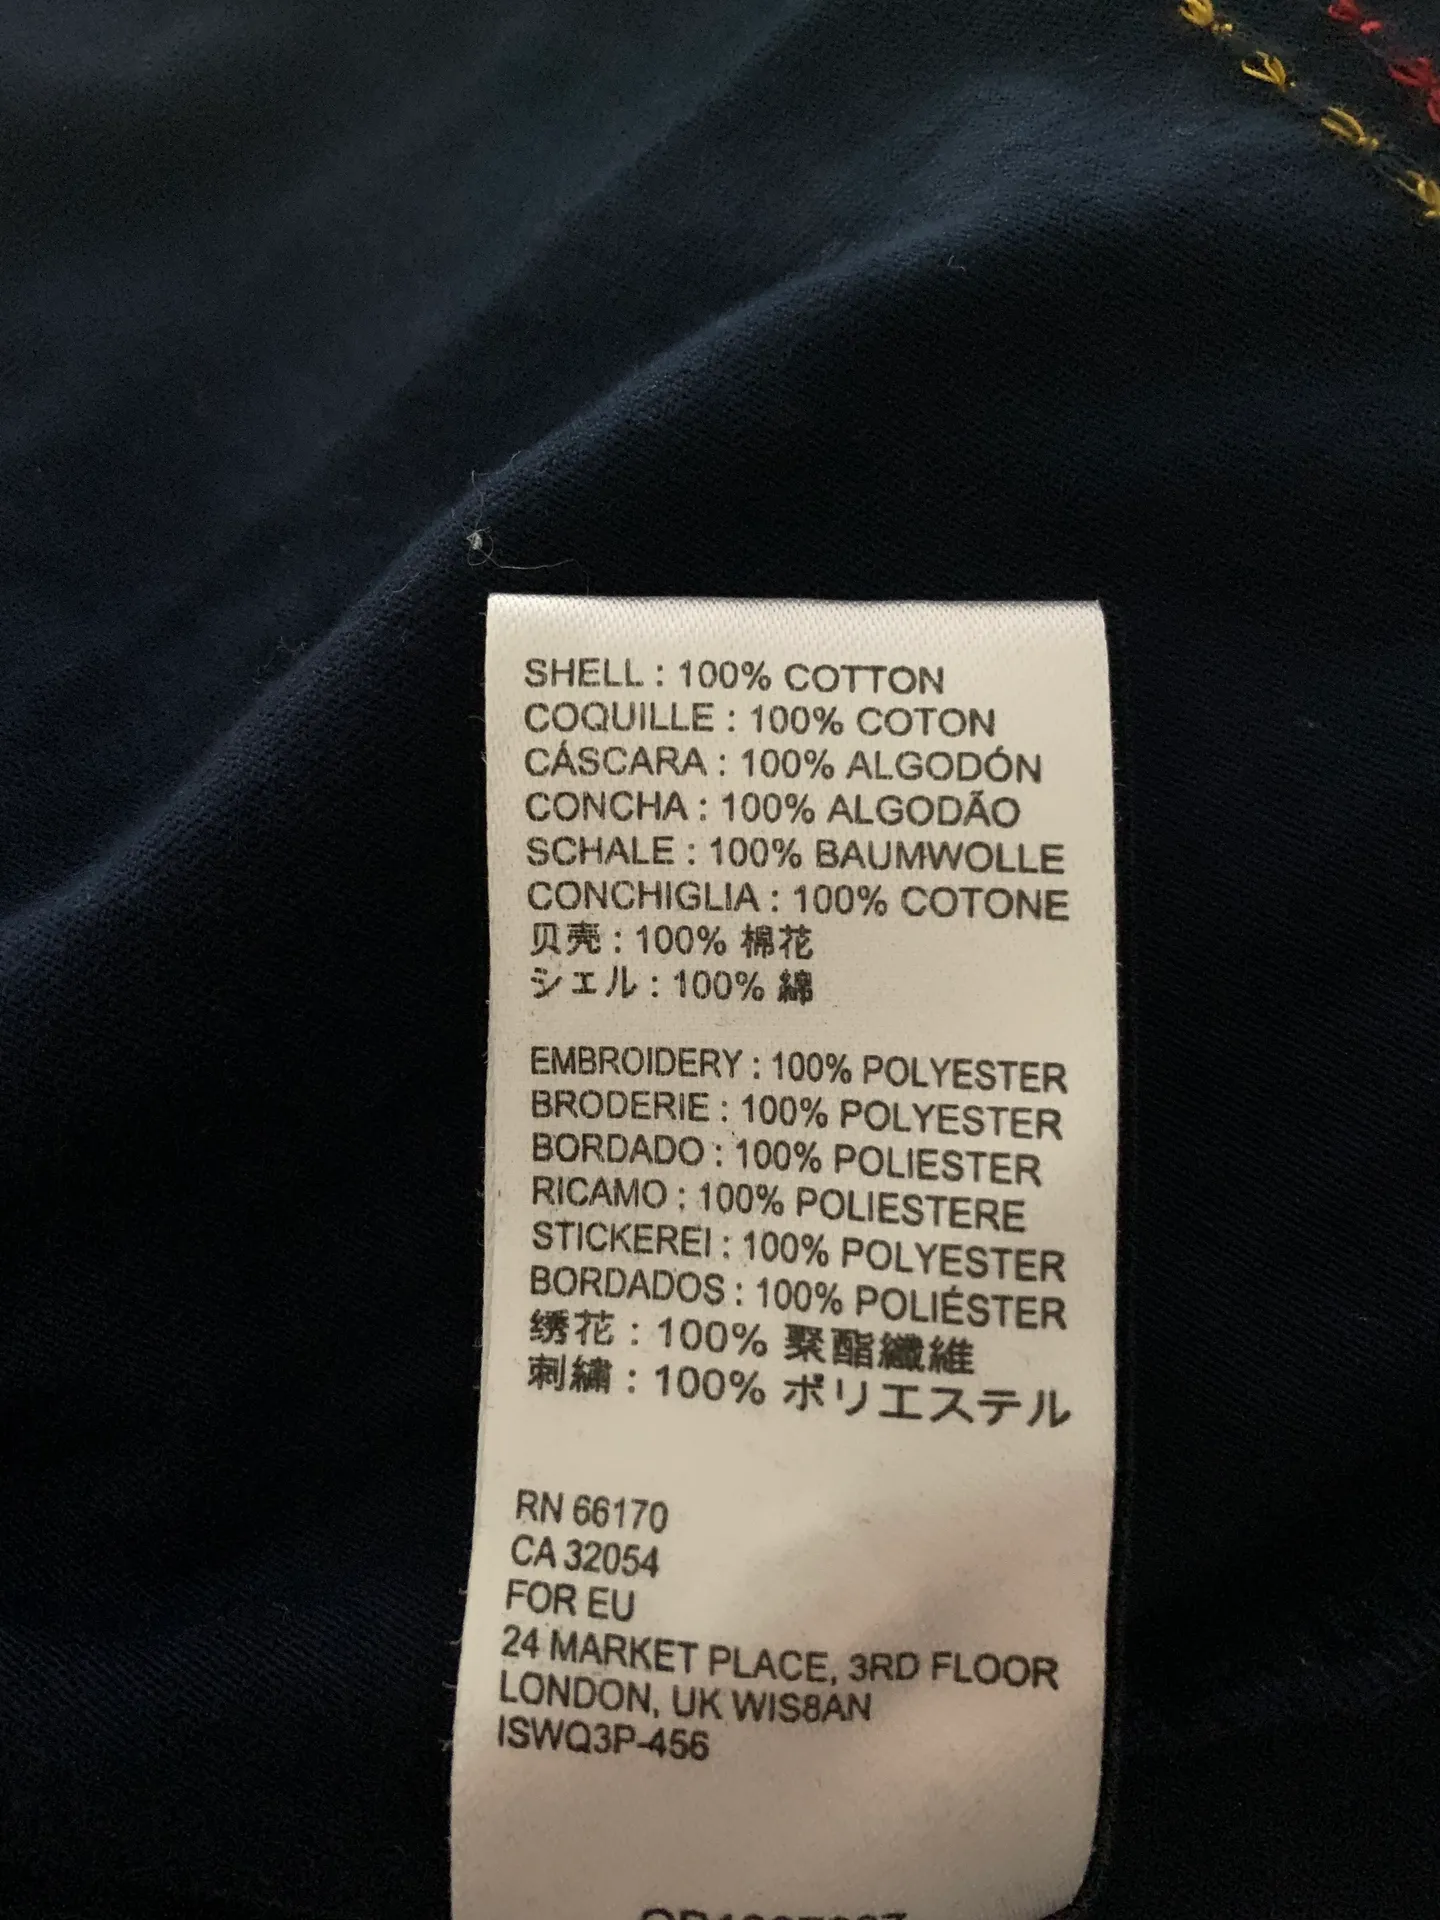 SHELL : 100% COTTON
COQUILLE : 100% COTON
CÁSCARA : 100% ALGODÓN
CONCHA : 100% ALGODÃO
SCHALE : 100% BAUMWOLLE
CONCHIGLIA : 100% COTONE
贝壳 : 100% 棉花
シェル : 100% 綿
EMBROIDERY : 100% POLYESTER
BRODERIE : 100% POLYESTER
BORDADO : 100% POLIESTER
RICAMO : 100% POLIESTERE
STICKEREI : 100% POLYESTER
BORDADOS : 100% POLIÉSTER
绣花 : 100% 聚酯纖維
刺繍 : 100% ポリエステル
RN 66170
CA 32054
FOR EU
24 MARKET PLACE, 3RD FLOOR
LONDON, UK WIS8AN
ISWQ3P-456